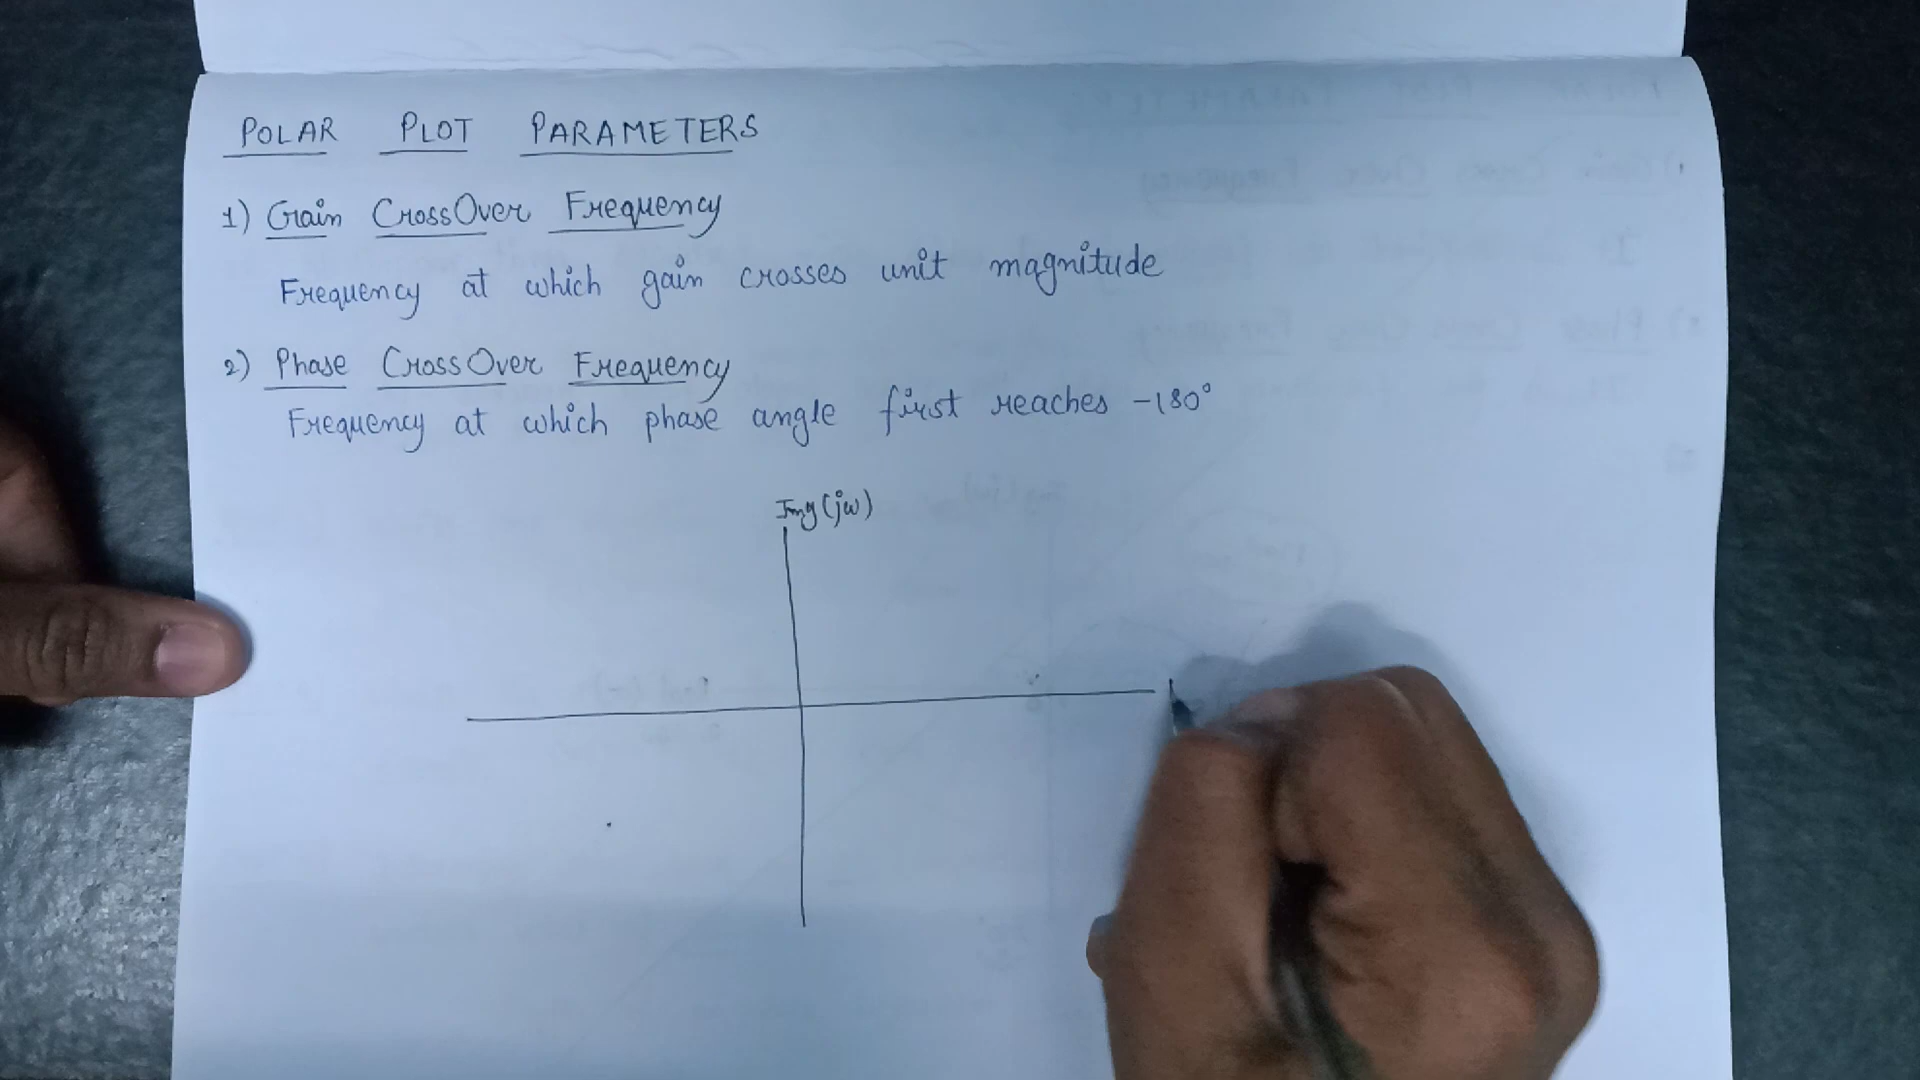 POLAR PLOT PARAMETERS
1) Gain CrossOver Frequency
Frequency at which gain crosses unit magnitude
2) Phase CrossOver Frequency
Frequency at which phase angle first reaches -180°
Img(jω)